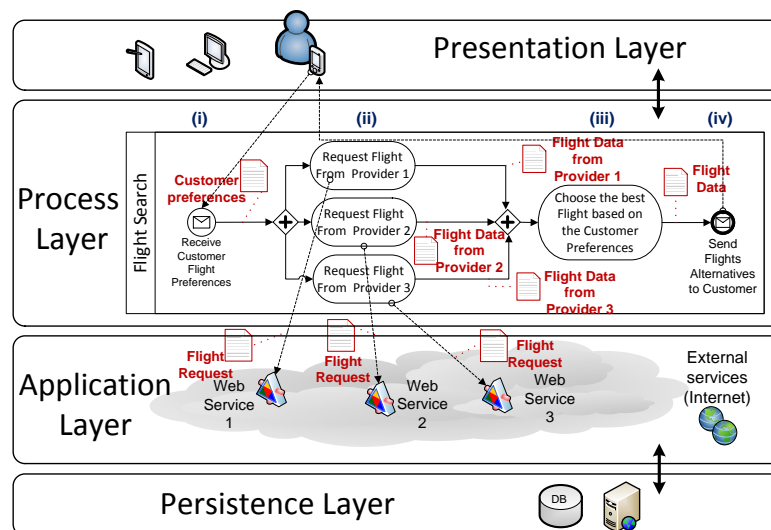 Presentation Layer
Process
Layer
Flight Search
(i)
(ii)
(iii)
(iv)
Customer
preferences
Receive
Customer
Flight
Preferences
Request Flight
From Provider 1
Request Flight
From Provider 2
Request Flight
From Provider 3
Flight Data
from
Provider 1
Flight Data
from
Provider 2
Flight Data
from
Provider 3
Choose the best
Flight based on
the Customer
Preferences
Flight
Data
Send
Flights
Alternatives
to Customer
Application
Layer
Flight
Request
Web
Service
1
Flight
Request
Web
Service
2
Flight
Request
Web
Service
3
External
services
(Internet)
Persistence Layer
DB